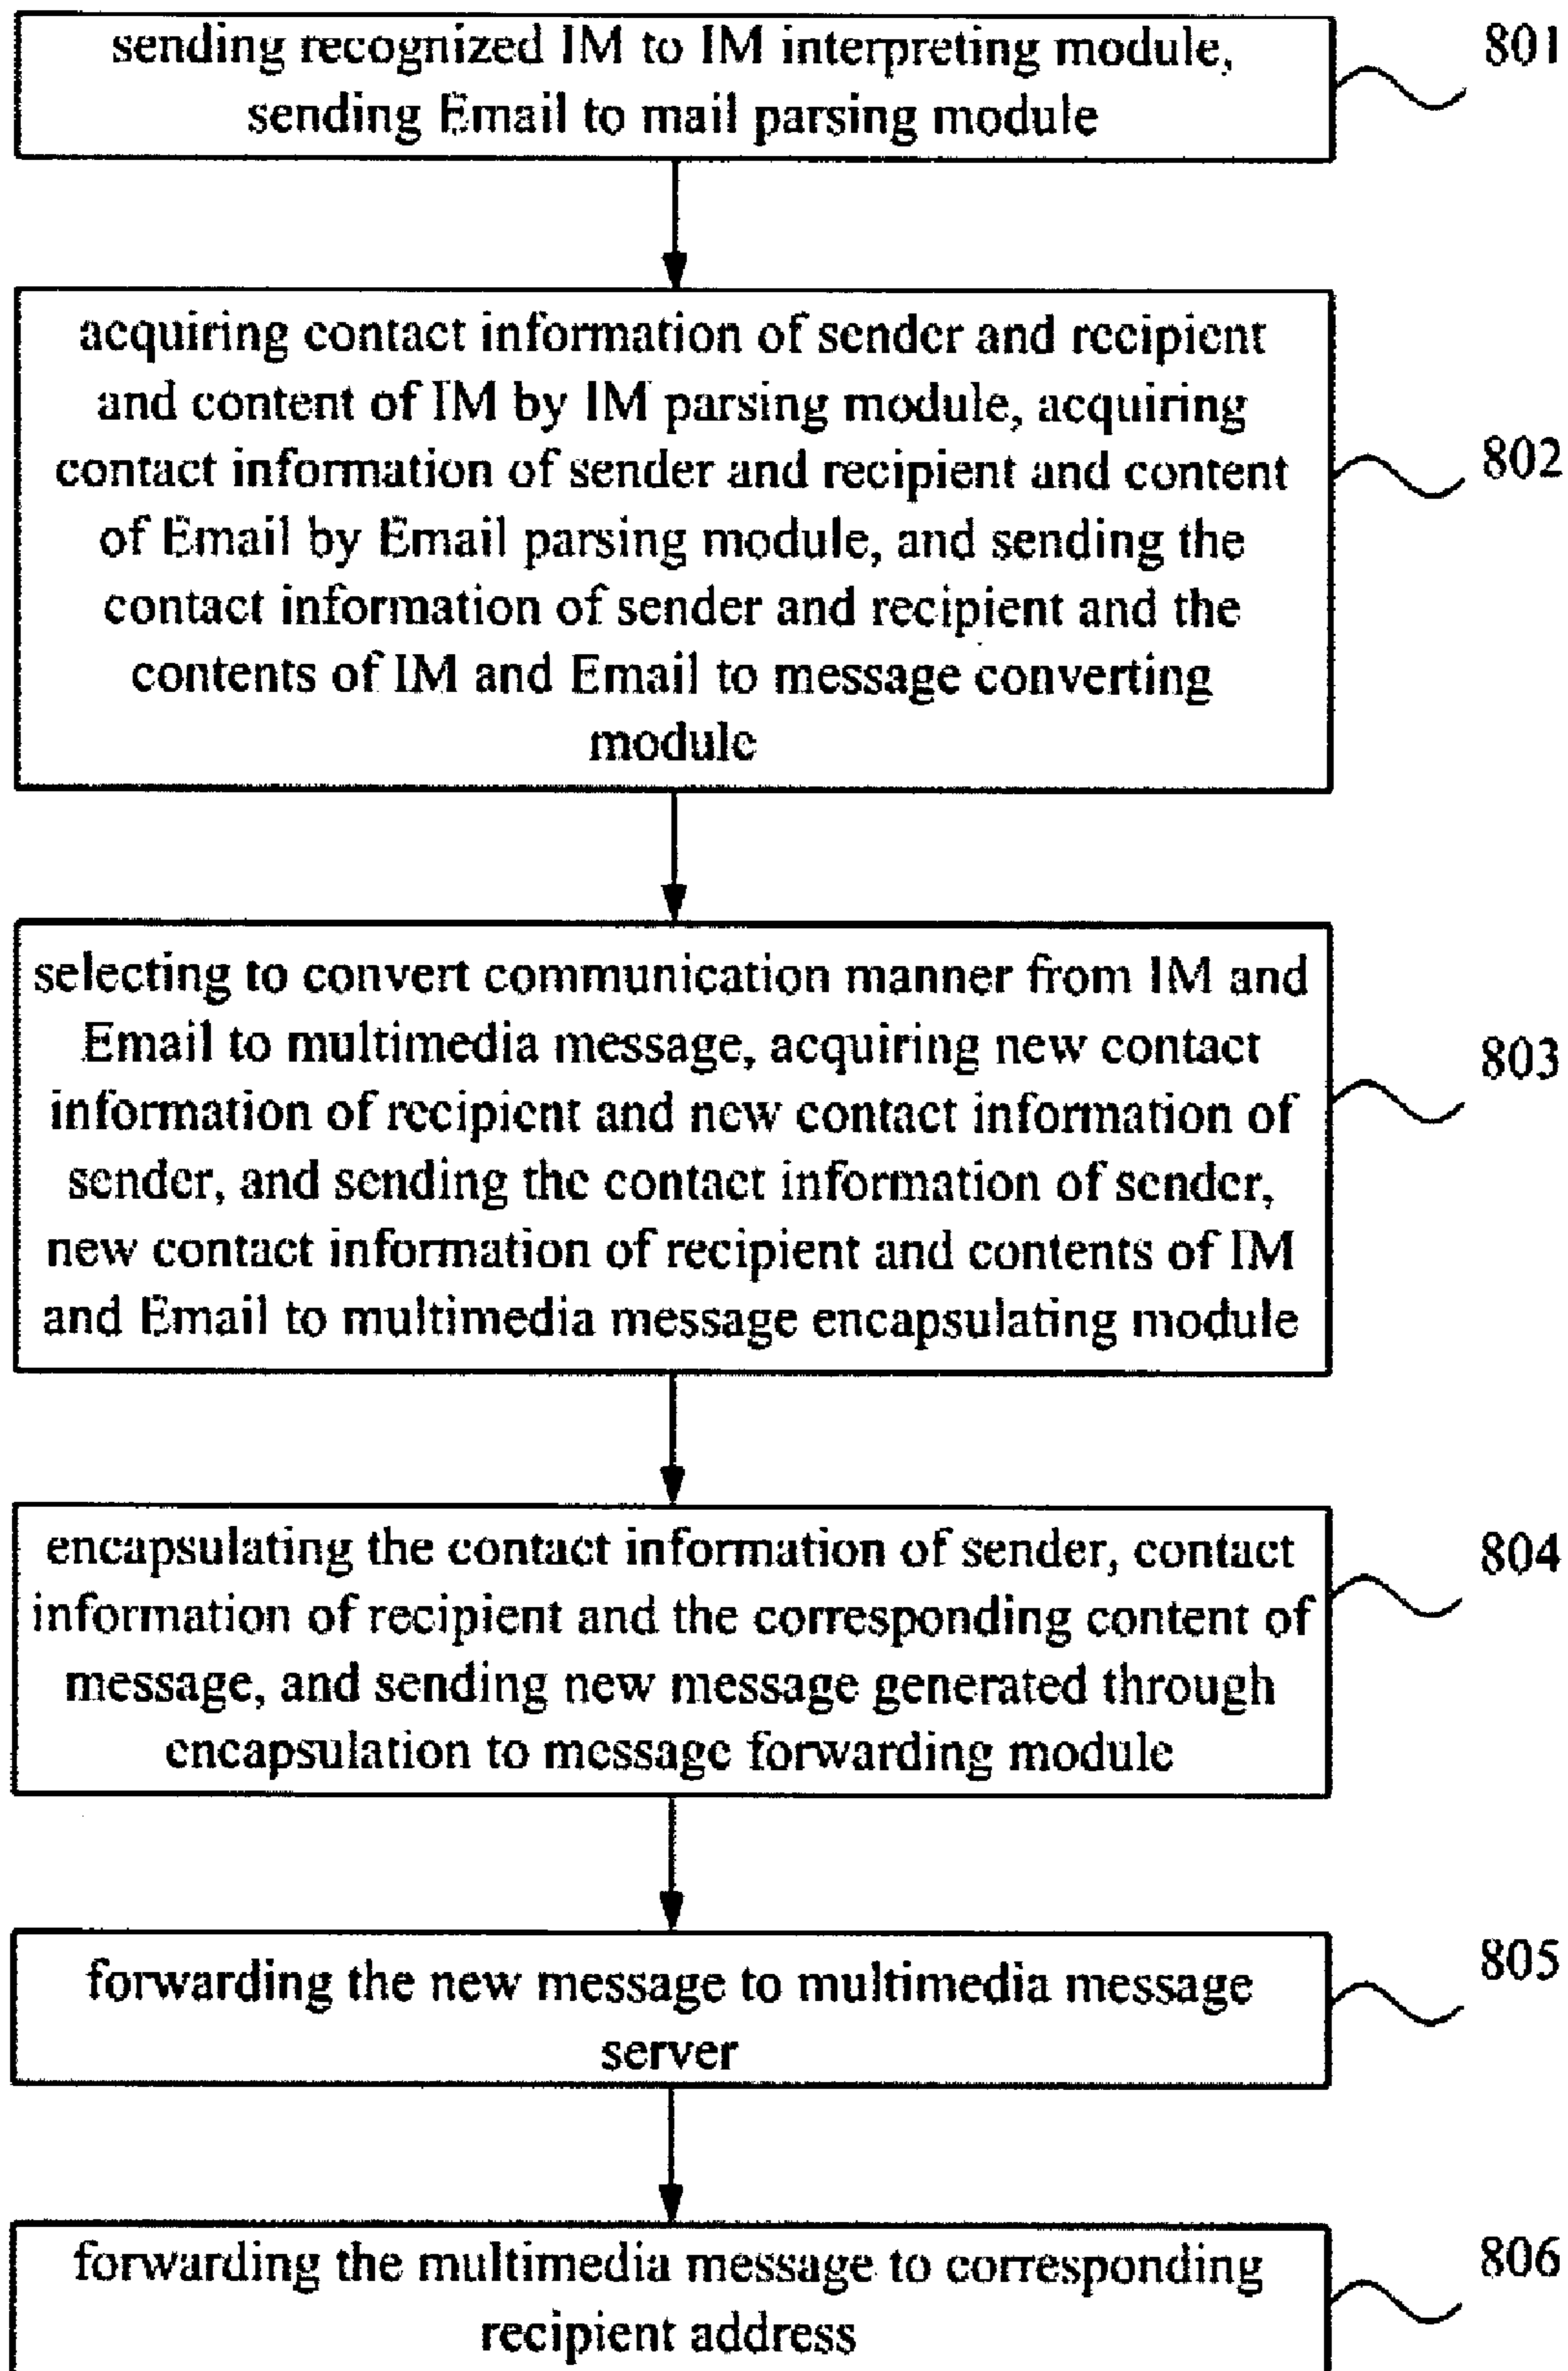 sending recognized IM to IM interpreting module,
sending Email to mail parsing module
801
acquiring contact information of sender and recipient
and content of IM by IM parsing module, acquiring
contact information of sender and recipient and content
of Email by Email parsing module, and sending the
contact information of sender and recipient and the
contents of IM and Email to message converting
module
802
selecting to convert communication manner from IM and
Email to multimedia message, acquiring new contact
information of recipient and new contact information of
sender, and sending the contact information of sender,
new contact information of recipient and contents of IM
and Email to multimedia message encapsulating module
803
encapsulating the contact information of sender, contact
information of recipient and the corresponding content of
message, and sending new message generated through
encapsulation to message forwarding module
804
forwarding the new message to multimedia message
server
805
forwarding the multimedia message to corresponding
recipient address
806